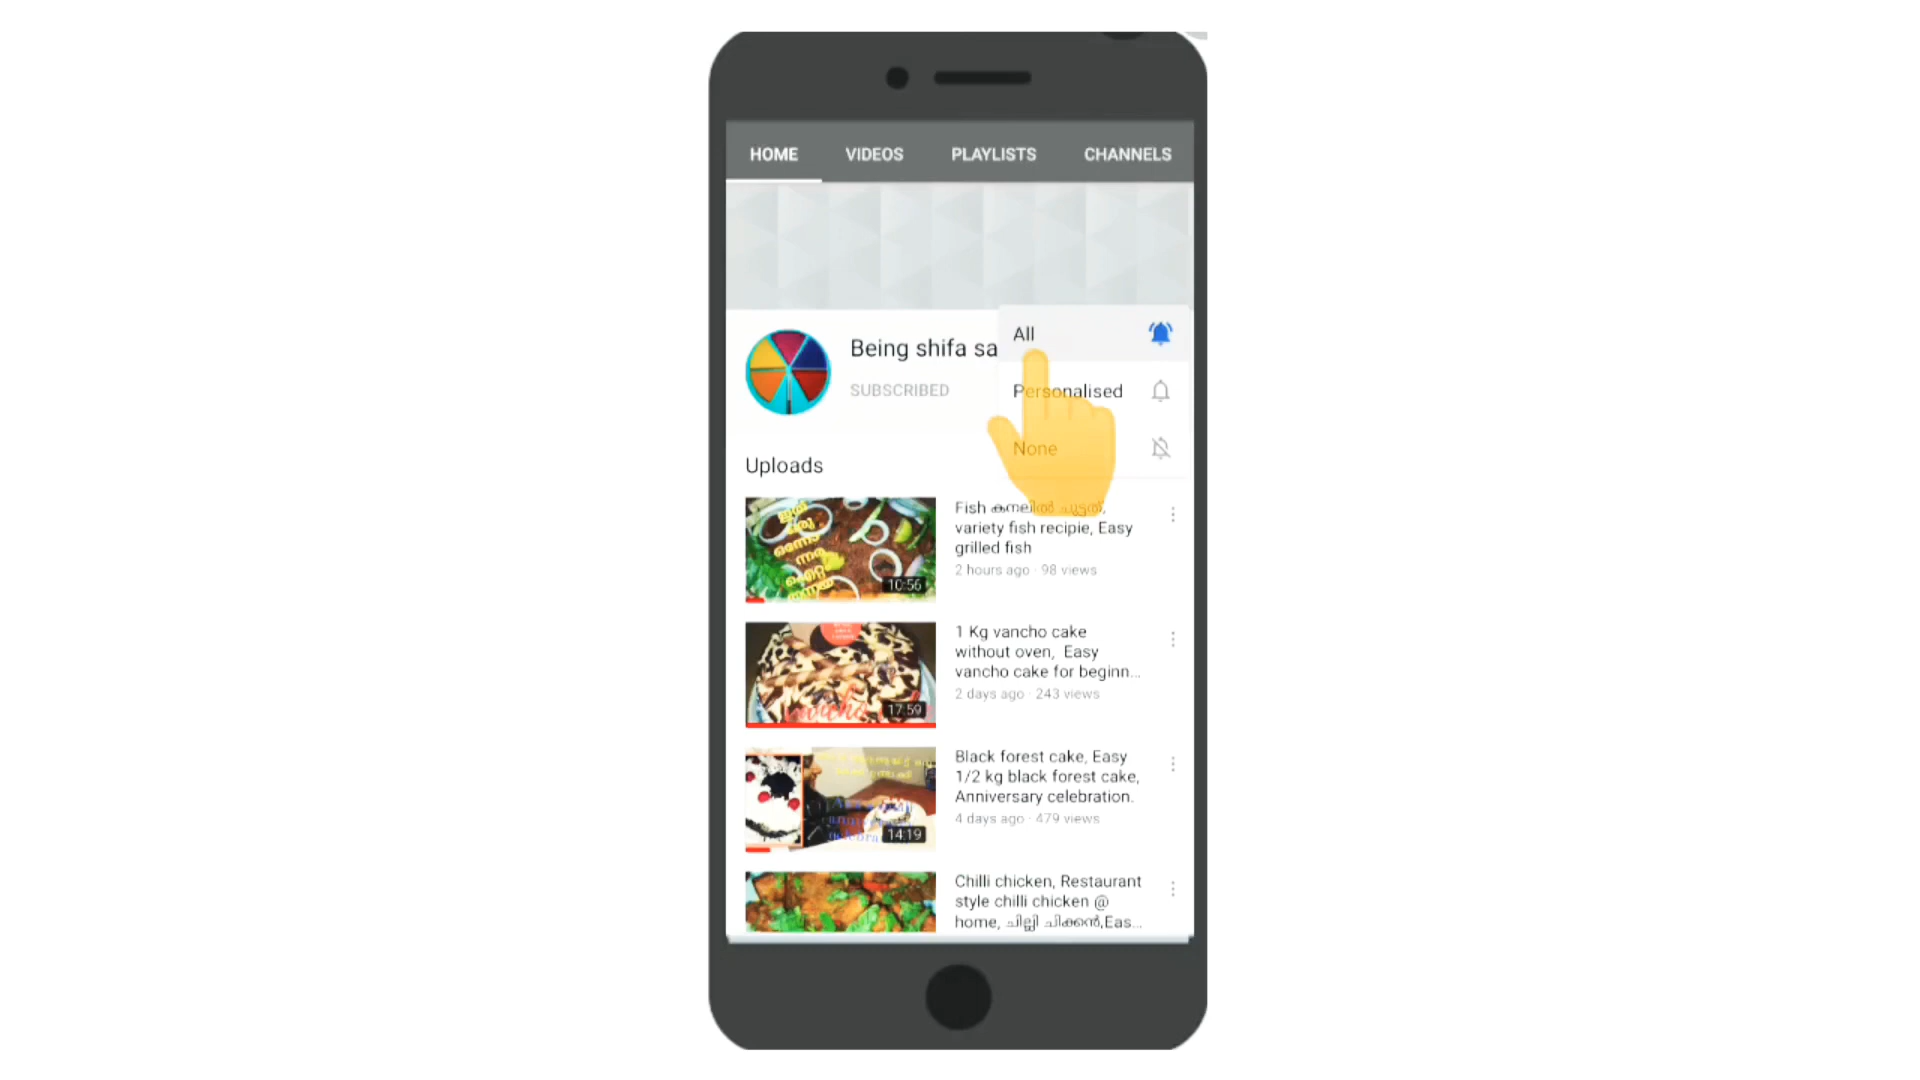 HOME VIDEOS PLAYLISTS CHANNELS
Being shifa sa
SUBSCRIBED
All
Personalised
None
Uploads
Fish കനലിൽ ചുട്ടത്,
variety fish recipie, Easy
grilled fish
2 hours ago · 98 views
10:56
1 Kg vancho cake
without oven, Easy
vancho cake for beginn...
2 days ago · 243 views
17:59
Black forest cake, Easy
1/2 kg black forest cake,
Anniversary celebration.
4 days ago · 479 views
14:19
Chilli chicken, Restaurant
style chilli chicken @
home, ചില്ലി ചിക്കൻ,Eas...